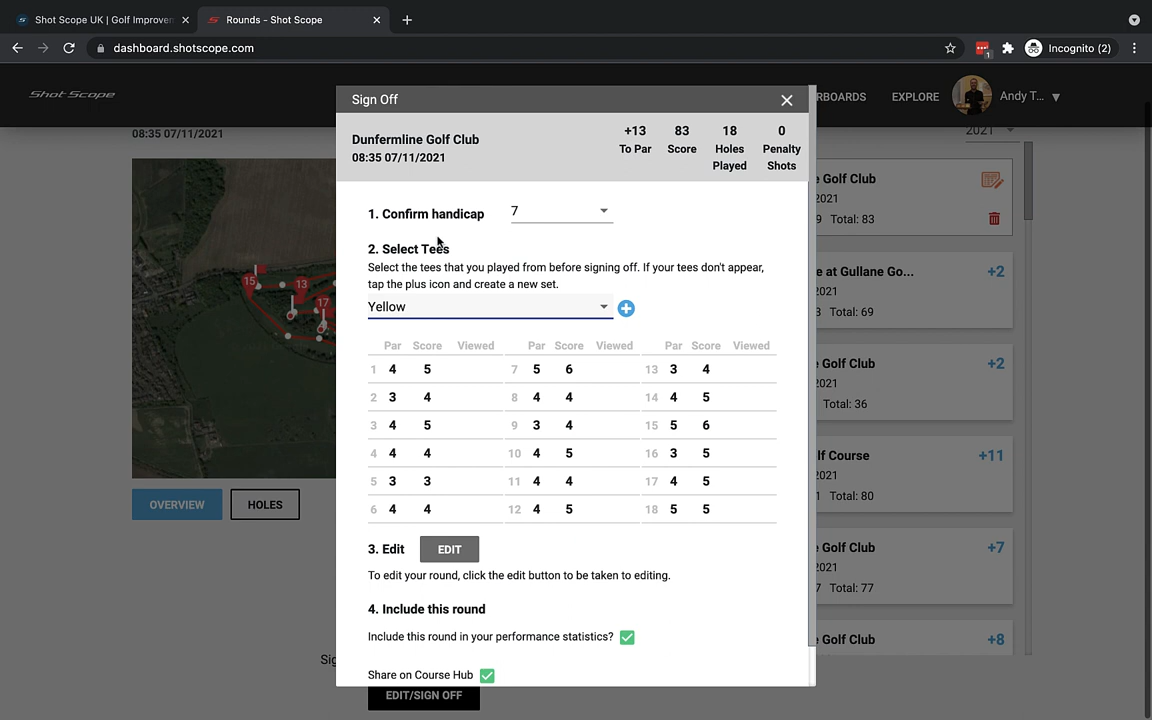 Shot Scope UK | Golf Improvem
Rounds - Shot Scope
dashboard.shotscope.com
1
Incognito (2)
Shot Scope
RBOARDS
EXPLORE
Andy T...
08:35 07/11/2021
2021
Sign Off
Dunfermline Golf Club
08:35 07/11/2021
+13 83 18 0
To Par Score Holes Played Penalty Shots
1. Confirm handicap 7
2. Select Tees
Select the tees that you played from before signing off. If your tees don't appear,
tap the plus icon and create a new set.
Yellow
Par Score Viewed Par Score Viewed Par Score Viewed
1 4 5 7 5 6 13 3 4
2 3 4 8 4 4 14 4 5
3 4 5 9 3 4 15 5 6
4 4 4 10 4 5 16 3 5
5 3 3 11 4 4 17 4 5
6 4 4 12 4 5 18 5 5
3. Edit EDIT
To edit your round, click the edit button to be taken to editing.
4. Include this round
Include this round in your performance statistics?
Share on Course Hub
15
13
17
OVERVIEW
HOLES
Sig
EDIT/SIGN OFF
e Golf Club
2021
9 Total: 83
e at Gullane Go... +2
2021
3 Total: 69
e Golf Club +2
2021
Total: 36
lf Course +11
2021
1 Total: 80
e Golf Club +7
2021
7 Total: 77
e Golf Club +8